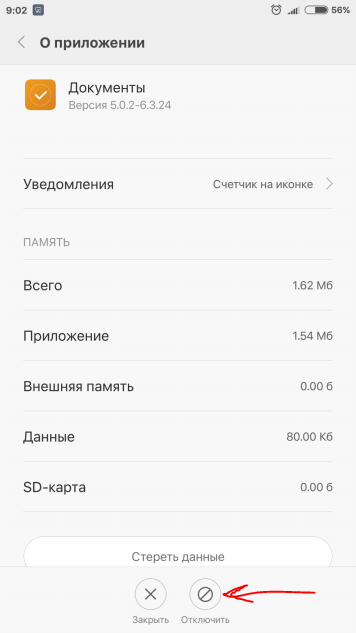 9:02 56%
О приложении
Документы
Версия 5.0.2-6.3.24
Уведомления Счетчик на иконке
ПАМЯТЬ
Всего 1.62 Мб
Приложение 1.54 Мб
Внешняя память 0.00 б
Данные 80.00 Кб
SD-карта 0.00 б
Стереть данные
Закрыть Отключить